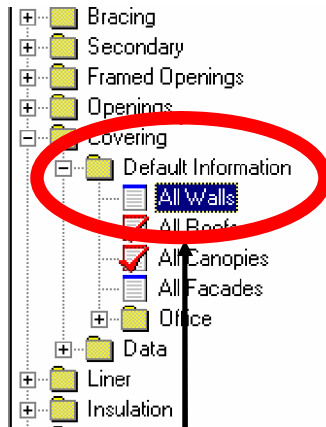 Bracing
Secondary
Framed Openings
Openings
Covering
Default Information
All Walls
All Roofs
All Canopies
All Facades
Office
Data
Liner
Insulation